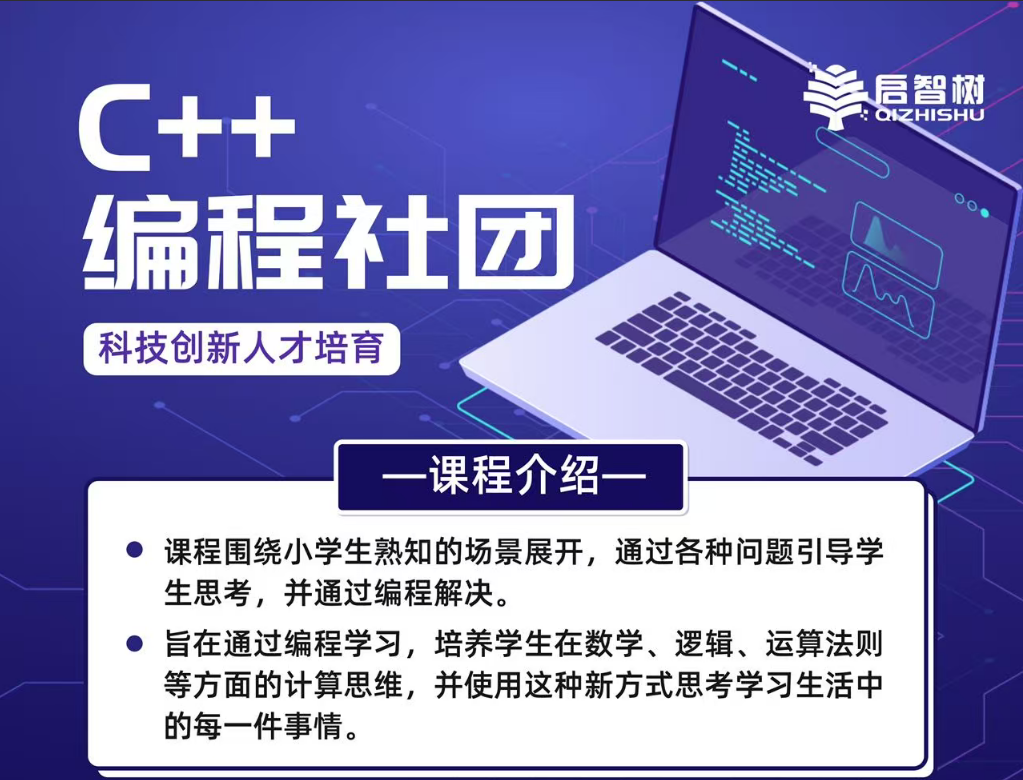 启智树
QIZHISHU
C++
编程社团
科技创新人才培育
—课程介绍—
课程围绕小学生熟知的场景展开，通过各种问题引导学
生思考，并通过编程解决。
旨在通过编程学习，培养学生在数学、逻辑、运算法则
等方面的计算思维，并使用这种新方式思考学习生活中
的每一件事情。